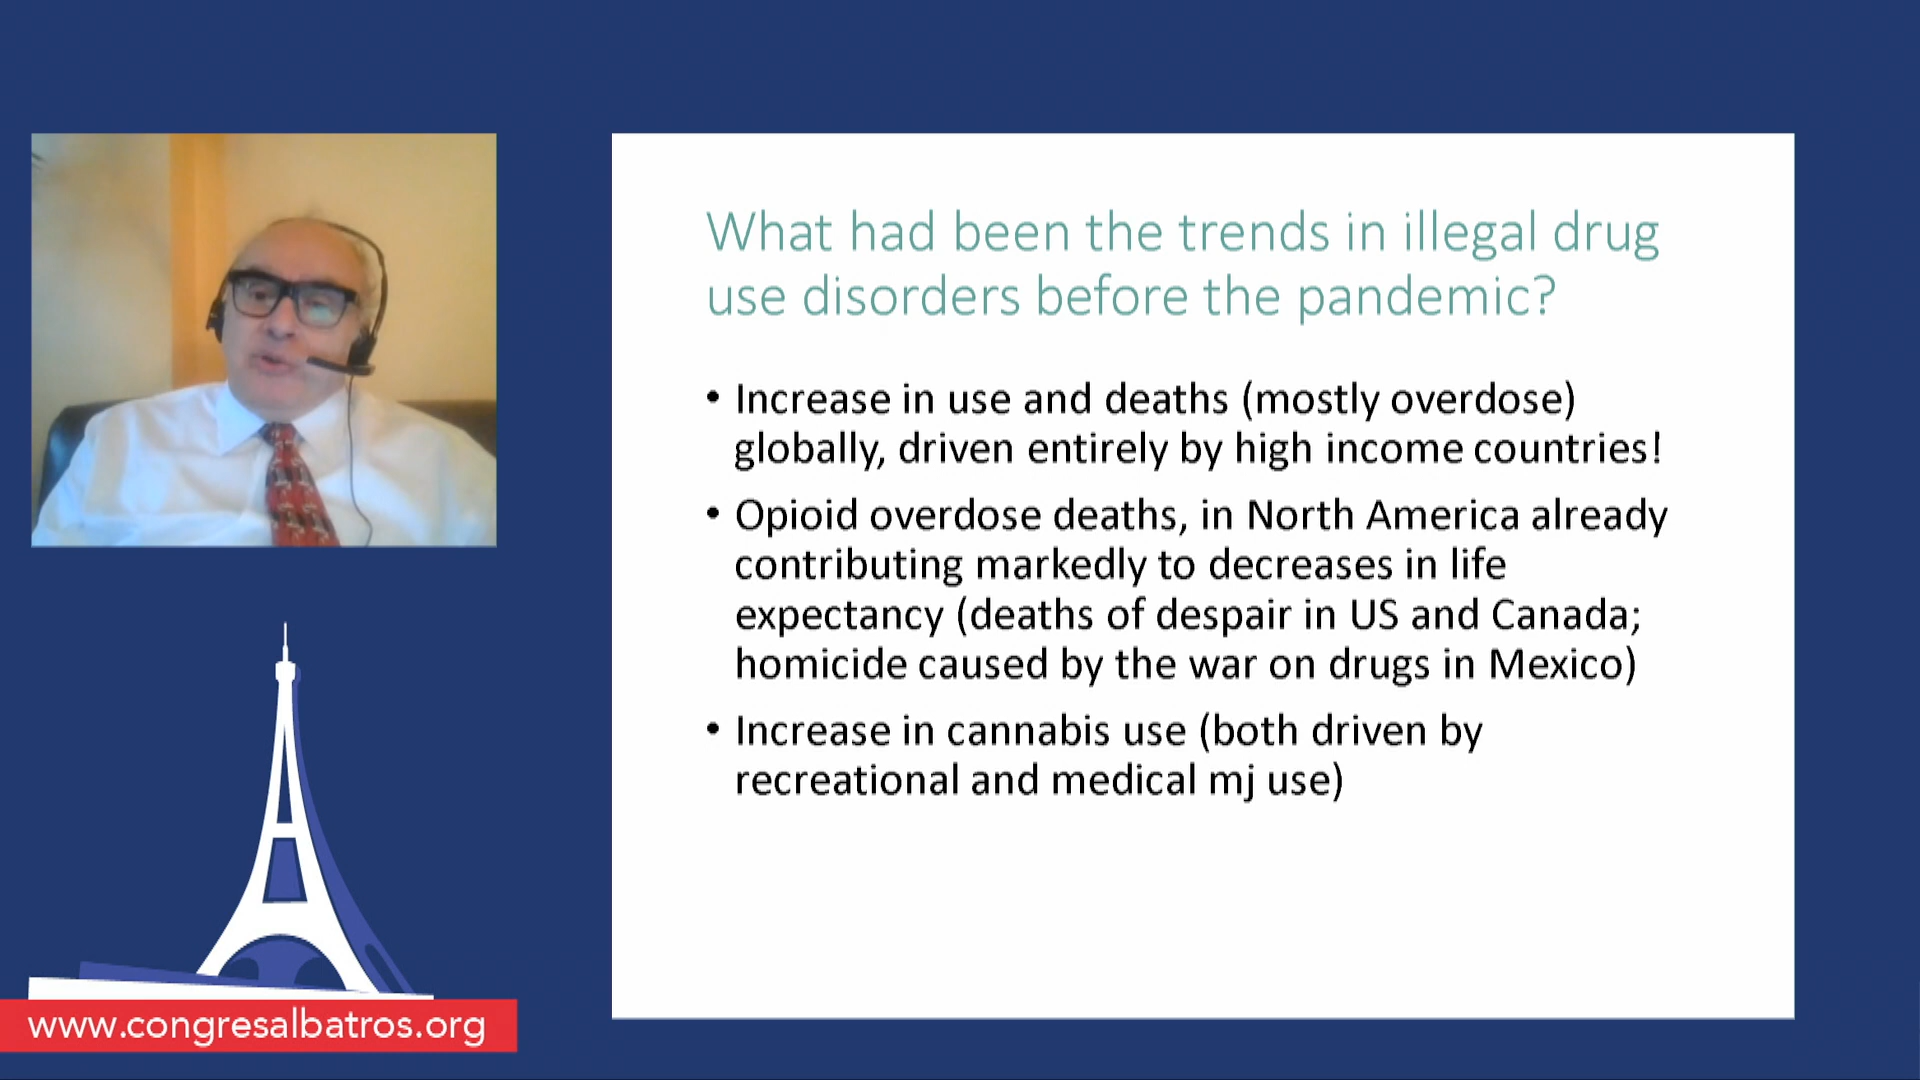 What had been the trends in illegal drug
use disorders before the pandemic?
• Increase in use and deaths (mostly overdose)
globally, driven entirely by high income countries!
• Opioid overdose deaths, in North America already
contributing markedly to decreases in life
expectancy (deaths of despair in US and Canada;
homicide caused by the war on drugs in Mexico)
• Increase in cannabis use (both driven by
recreational and medical mj use)
www.congresalbatros.org